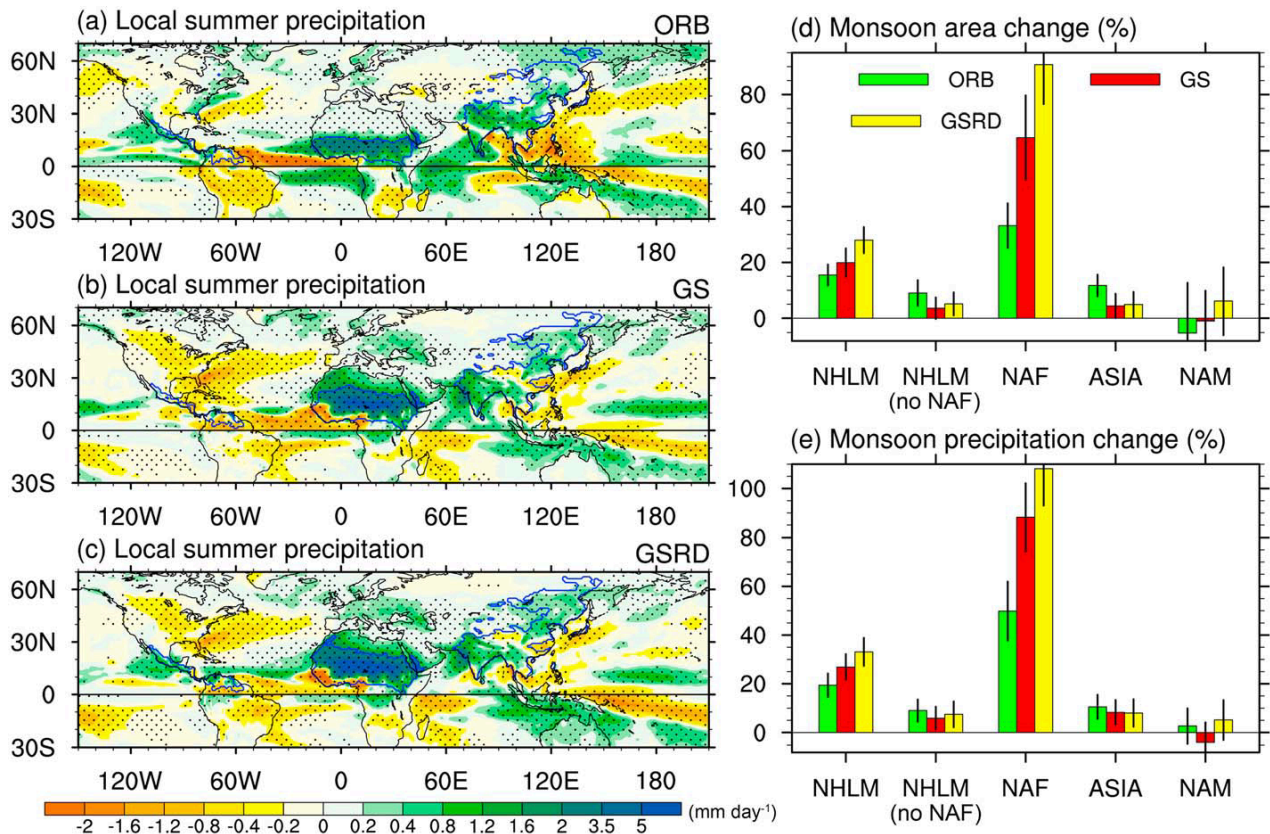 (a) Local summer precipitation ORB
60N
30N
0
30S
120W 60W 0 60E 120E 180
(b) Local summer precipitation GS
60N
30N
0
30S
120W 60W 0 60E 120E 180
(c) Local summer precipitation GSRD
60N
30N
0
30S
120W 60W 0 60E 120E 180
-2 -1.6 -1.2 -0.8 -0.4 -0.2 0 0.2 0.4 0.8 1.2 1.6 2 3.5 5 (mm day⁻¹)
(d) Monsoon area change (%)
ORB GS
GSRD
80
60
40
20
0
NHLM NHLM NAF ASIA NAM
(no NAF)
(e) Monsoon precipitation change (%)
100
80
60
40
20
0
NHLM NHLM NAF ASIA NAM
(no NAF)